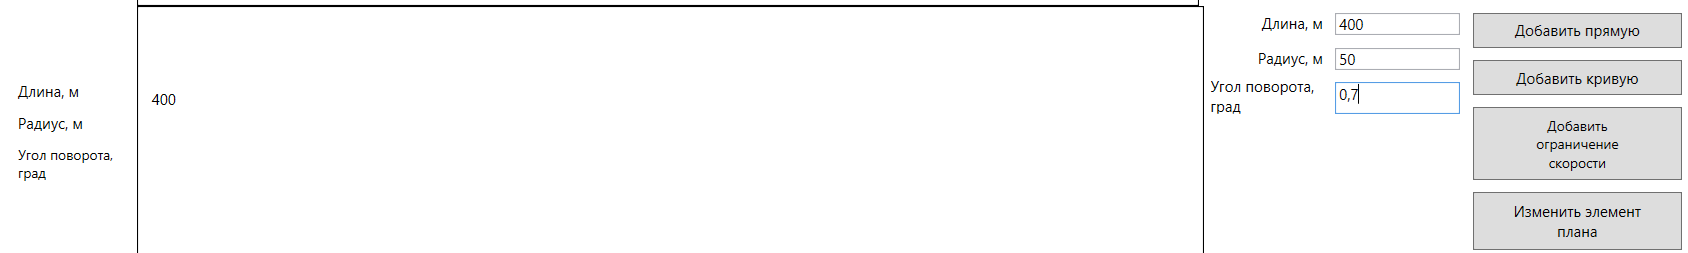 Длина, м
Радиус, м
Угол поворота,
град
400
Длина, м
400
Радиус, м
50
Угол поворота,
град
0,7
Добавить прямую
Добавить кривую
Добавить
ограничение
скорости
Изменить элемент
плана